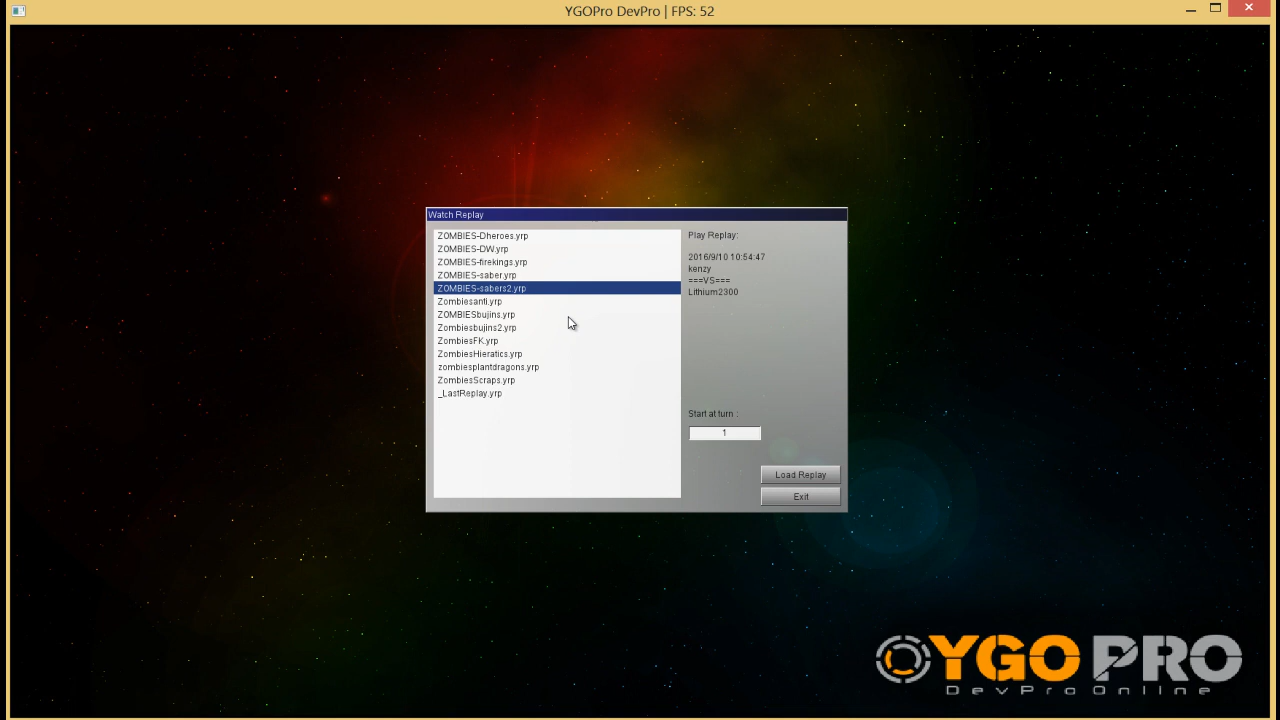 YGOPro DevPro | FPS: 52
Watch Replay
ZOMBIES-Dheroes.yrp
ZOMBIES-DW.yrp
ZOMBIES-firekings.yrp
ZOMBIES-saber.yrp
ZOMBIES-sabers2.yrp
Zombiesanti.yrp
ZOMBIESbujins.yrp
Zombiesbujins2.yrp
ZombiesFK.yrp
ZombiesHieratics.yrp
zombiesplantdragons.yrp
ZombiesScraps.yrp
_LastReplay.yrp
Play Replay:
2016/9/10 10:54:47
kenzy
===VS===
Lithium2300
Start at turn :
1
Load Replay
Exit
YGO PRO
DevPro Online